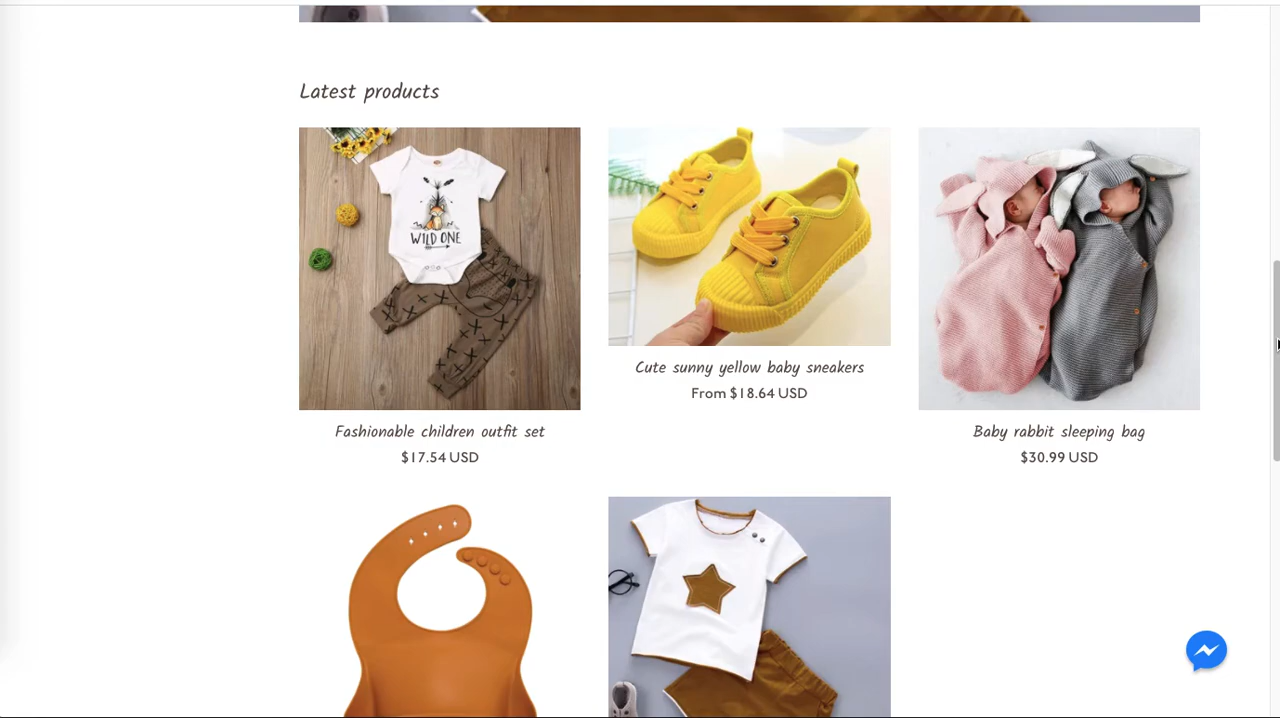 Latest products
WILD ONE
Cute sunny yellow baby sneakers
From $18.64 USD
Fashionable children outfit set
$17.54 USD
Baby rabbit sleeping bag
$30.99 USD